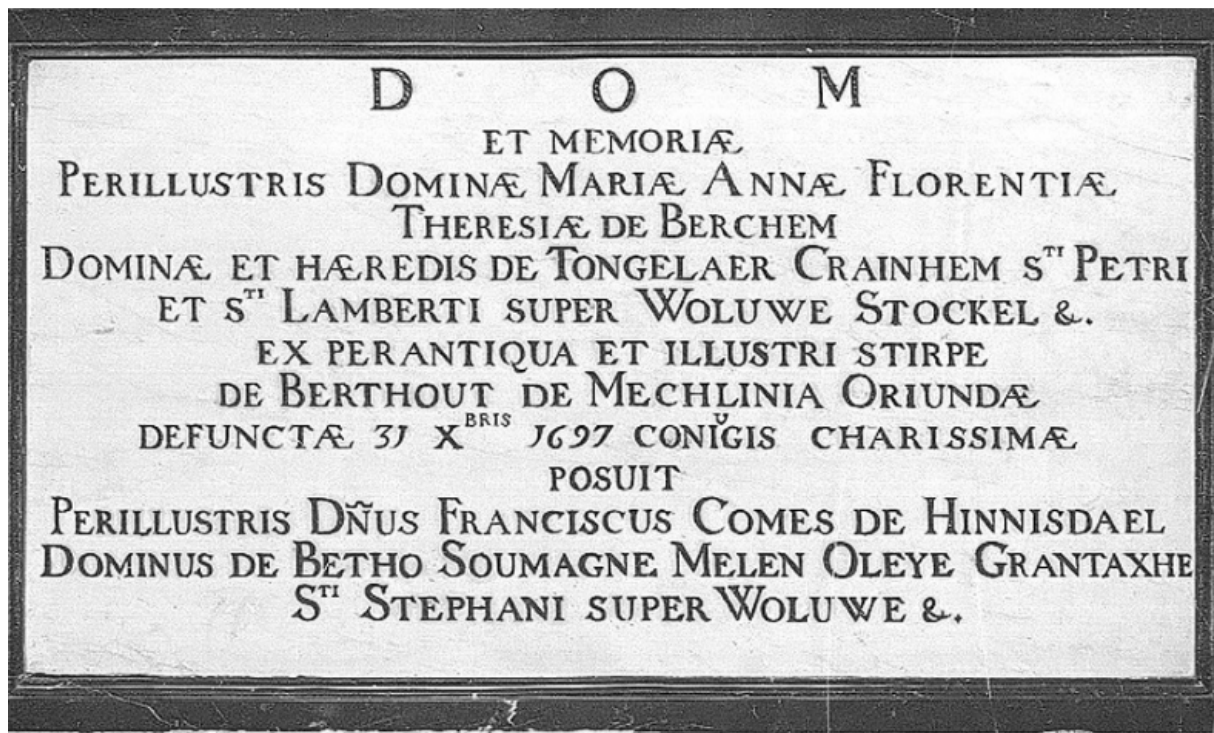 D O M
ET MEMORIÆ
PERILLUSTRIS DOMINÆ MARIÆ ANNÆ FLORENTIÆ
THERESIÆ DE BERCHEM
DOMINÆ ET HÆREDIS DE TONGELAER CRAINHEM STI PETRI
ET STI LAMBERTI SUPER WOLUWE STOCKEL &.
EX PERANTIQUA ET ILLUSTRI STIRPE
DE BERTHOUT DE MECHLINIA ORIUNDÆ
DEFUNCTÆ 31 XBRIS 1697 CONIUGIS CHARISSIMÆ
POSUIT
PERILLUSTRIS DÑUS FRANCISCUS COMES DE HINNISDAEL
DOMINUS DE BETHO SOUMAGNE MELEN OLEYE GRANTAXHE
STI STEPHANI SUPER WOLUWE &.